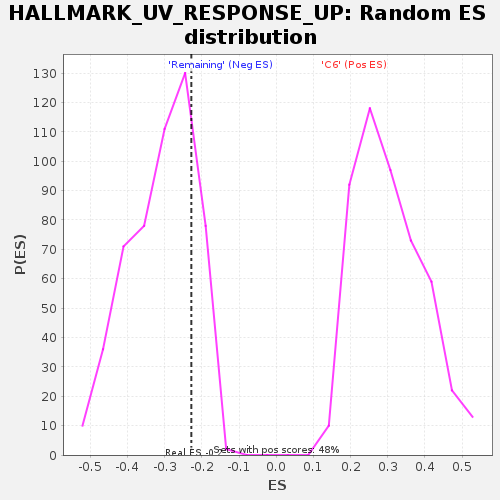 HALLMARK_UV_RESPONSE_UP: Random ES
distribution
'Remaining' (Neg ES)
'C6' (Pos ES)
130
120
110
100
90
80
70
60
50
40
30
20
10
0
P(ES)
Real ES
Sets with pos scores: 48%
-0.5 -0.4 -0.3 -0.2 -0.1 0.0 0.1 0.2 0.3 0.4 0.5
ES